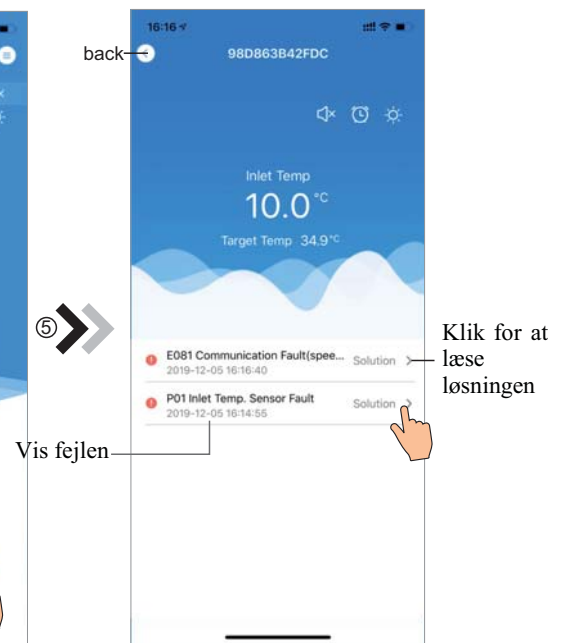 16:16
back
98D863B42FDC
Inlet Temp
10.0°C
Target Temp 34.9°C
⑤
E081 Communication Fault(spee... Solution
2019-12-05 16:16:40
P01 Inlet Temp. Sensor Fault Solution
2019-12-05 16:14:55
Klik for at
læse
løsningen
Vis fejlen